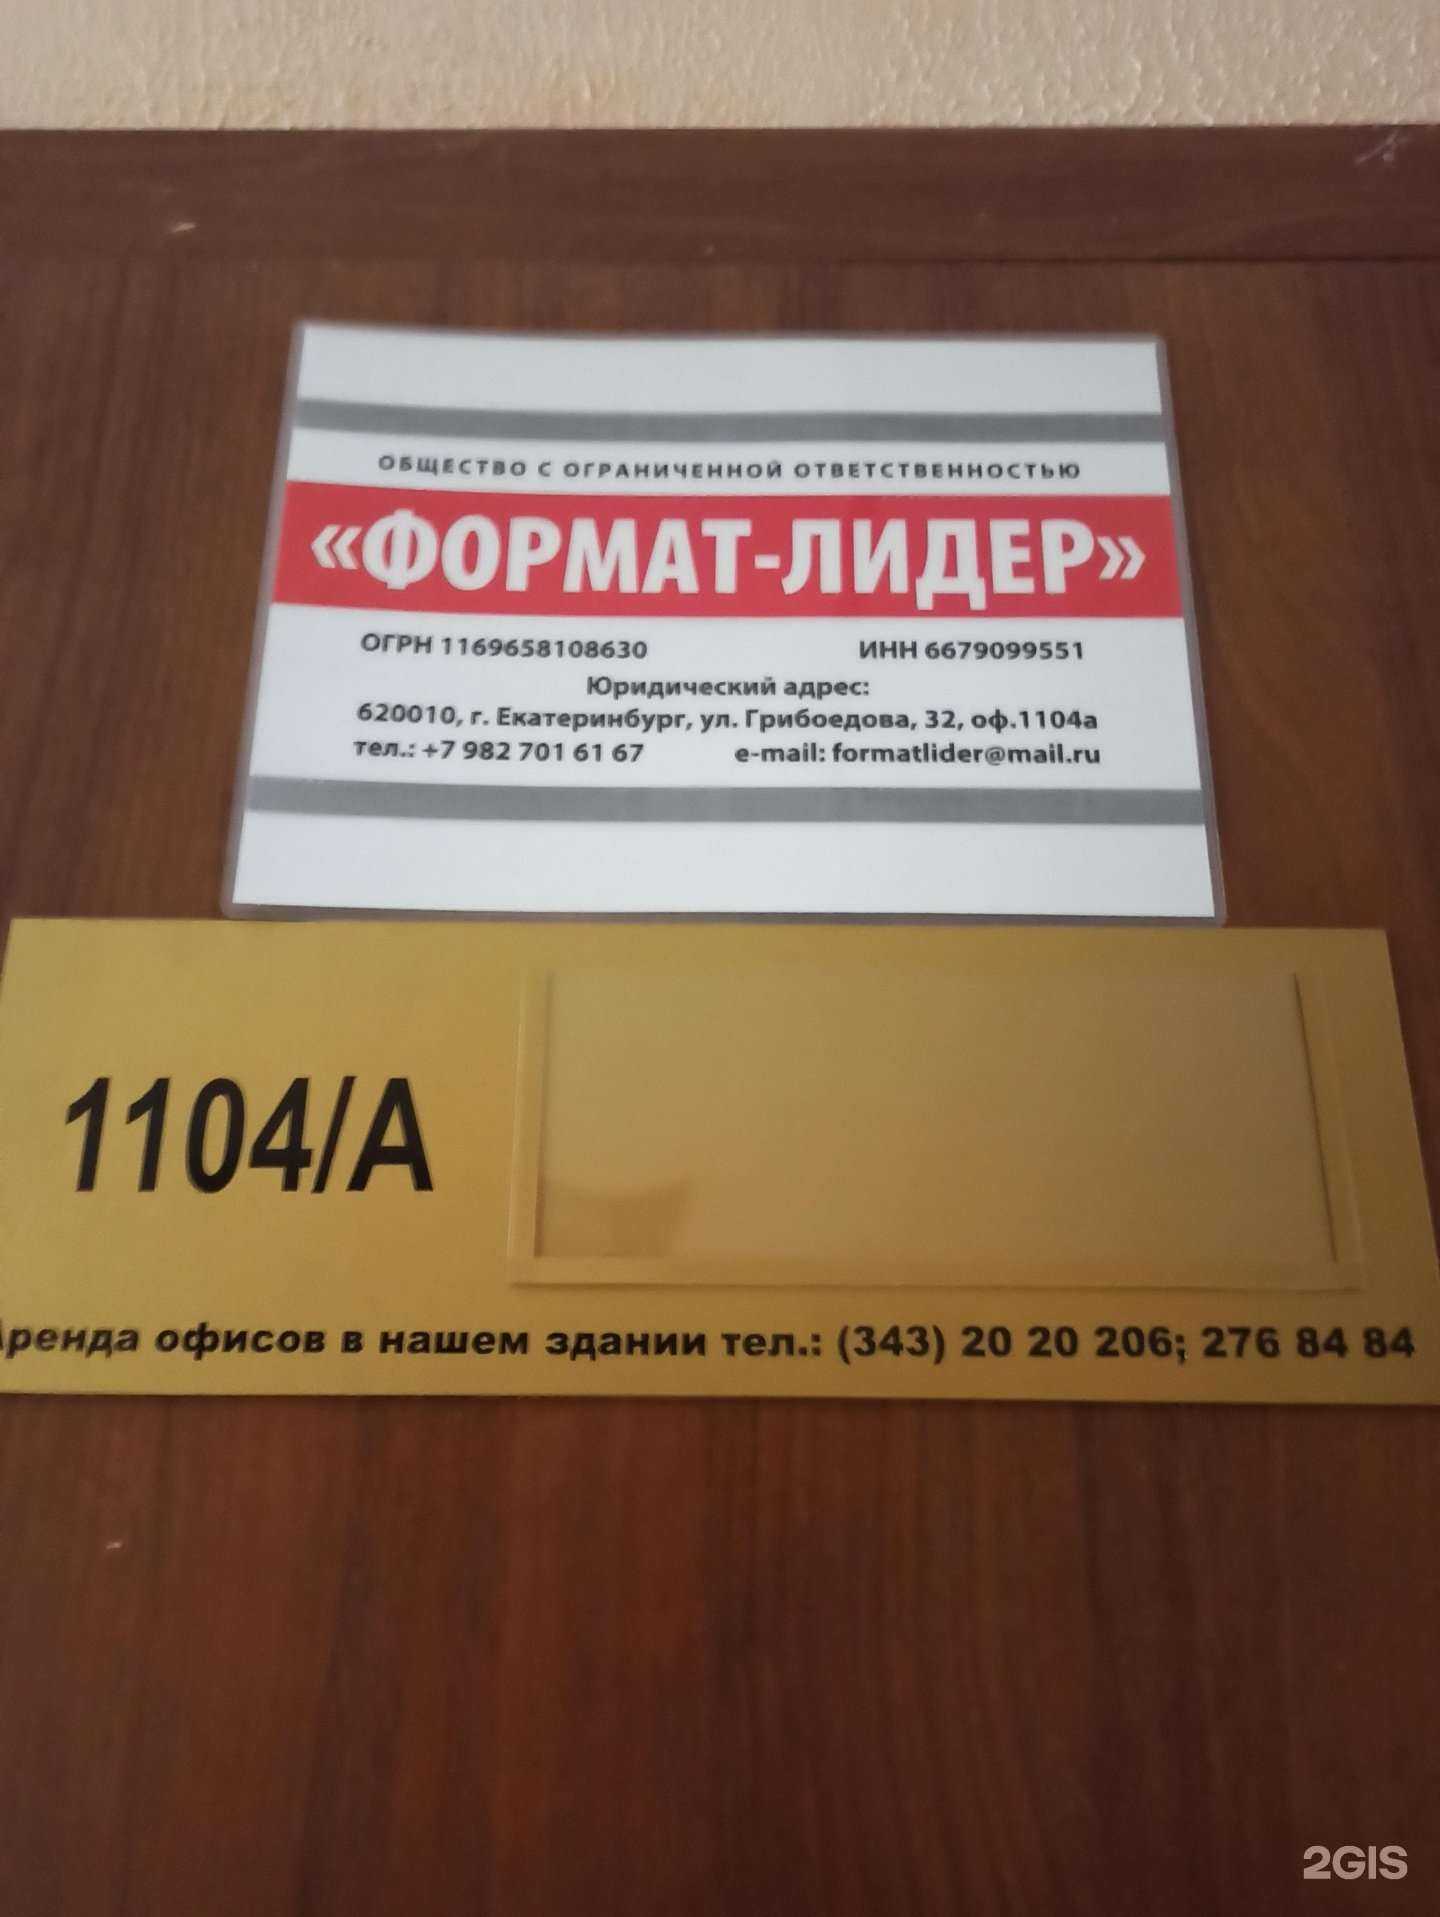 ОБЩЕСТВО С ОГРАНИЧЕННОЙ ОТВЕТСТВЕННОСТЬЮ
«ФОРМАТ-ЛИДЕР»
ОГРН 1169658108630 ИНН 6679099551
Юридический адрес:
620010, г. Екатеринбург, ул. Грибоедова, 32, оф.1104а
тел.: +7 982 701 61 67 e-mail: formatlider@mail.ru
1104/А
Аренда офисов в нашем здании тел.: (343) 20 20 206; 276 84 84
2GIS